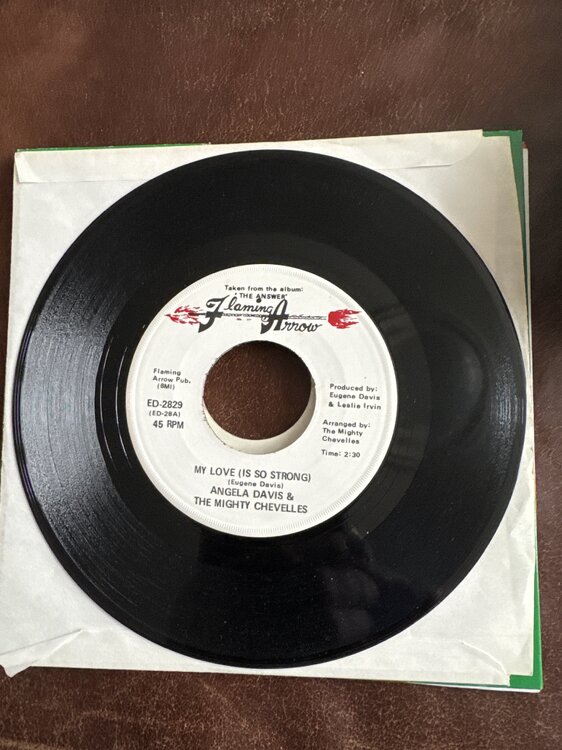 Taken from the album:
"THE ANSWER"
Flaming
Arrow
Flaming
Arrow Pub.
(BMI)
ED-2829
(ED-28A)
45 RPM
Produced by:
Eugene Davis
& Leslie Irvin
Arranged by:
The Mighty
Chevelles
Time: 2:30
MY LOVE (IS SO STRONG)
(Eugene Davis)
ANGELA DAVIS &
THE MIGHTY CHEVELLES